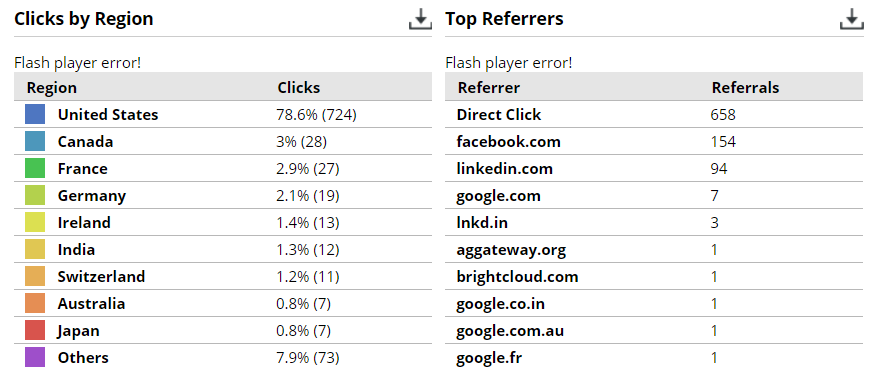 Clicks by Region
Flash player error!
Region Clicks
United States 78.6% (724)
Canada 3% (28)
France 2.9% (27)
Germany 2.1% (19)
Ireland 1.4% (13)
India 1.3% (12)
Switzerland 1.2% (11)
Australia 0.8% (7)
Japan 0.8% (7)
Others 7.9% (73)
Top Referrers
Flash player error!
Referrer Referrals
Direct Click 658
facebook.com 154
linkedin.com 94
google.com 7
lnkd.in 3
aggateway.org 1
brightcloud.com 1
google.co.in 1
google.com.au 1
google.fr 1